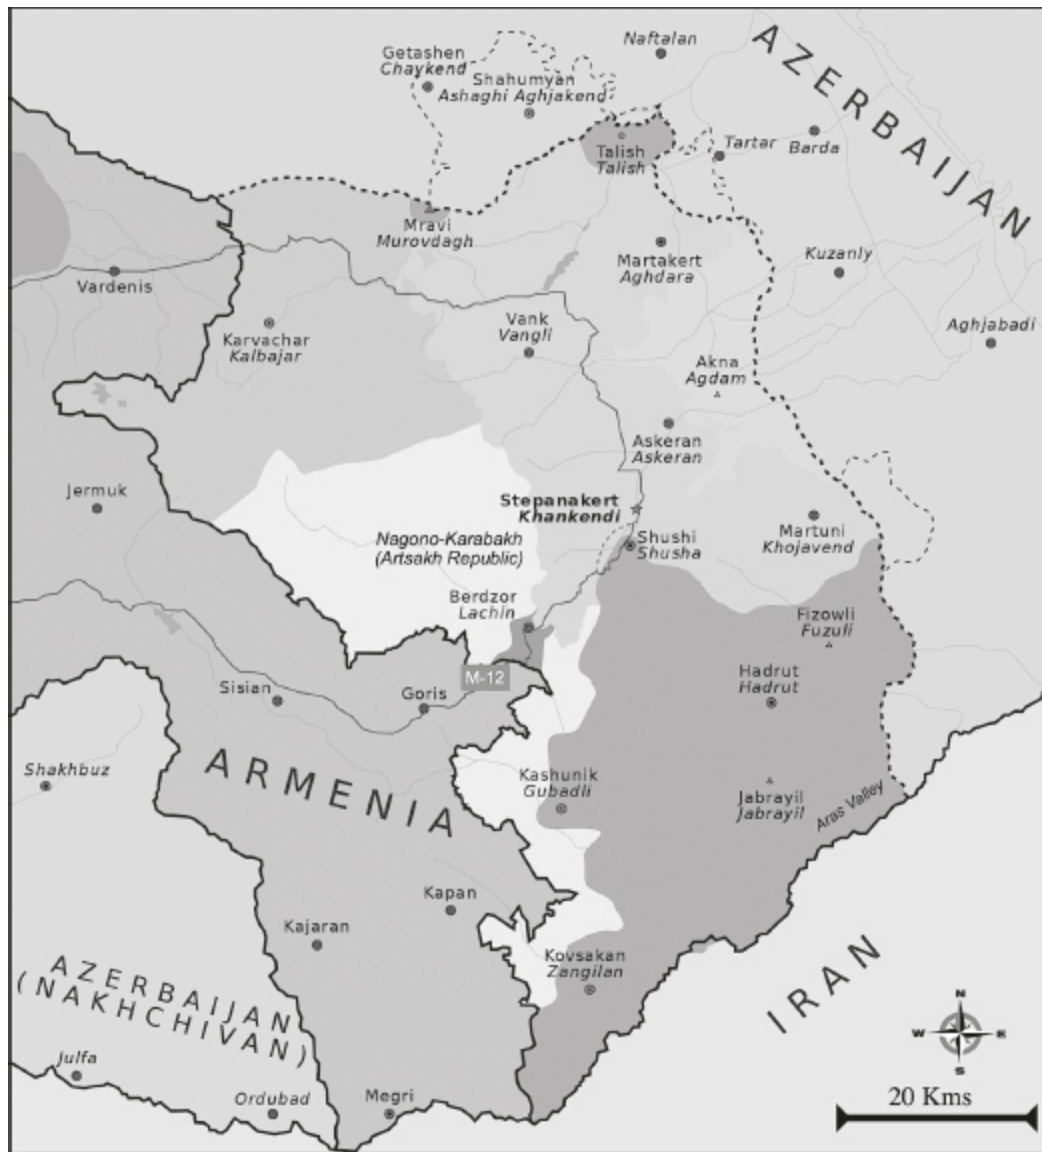 Naftalan
Getashen
Chaykend
Shahumyan
Ashaghi Aghjakend
AZERBAIJAN
Talish
Talish
Tartar
Barda
Mravi
Murovdagh
Martakert
Aghdara
Kuzanly
Vardenis
Vank
Vangli
Karvachar
Kalbajar
Aghjabadi
Akna
Agdam
Askeran
Askeran
Jermuk
Stepanakert
Khankendi
Martuni
Khojavend
Nagono-Karabakh
(Artsakh Republic)
Shushi
Shusha
Berdzor
Lachin
Fizowli
Fuzuli
M-12
Hadrut
Hadrut
Sisian
Goris
ARMENIA
Shakhbuz
Kashunik
Gubadli
Jabrayil
Jabrayil
Aras Valley
Kapan
Kajaran
Kovsakan
Zangilan
IRAN
AZERBAIJAN
(NAKHCHIVAN)
N
W
E
S
Julfa
Ordubad
Megri
20 Kms